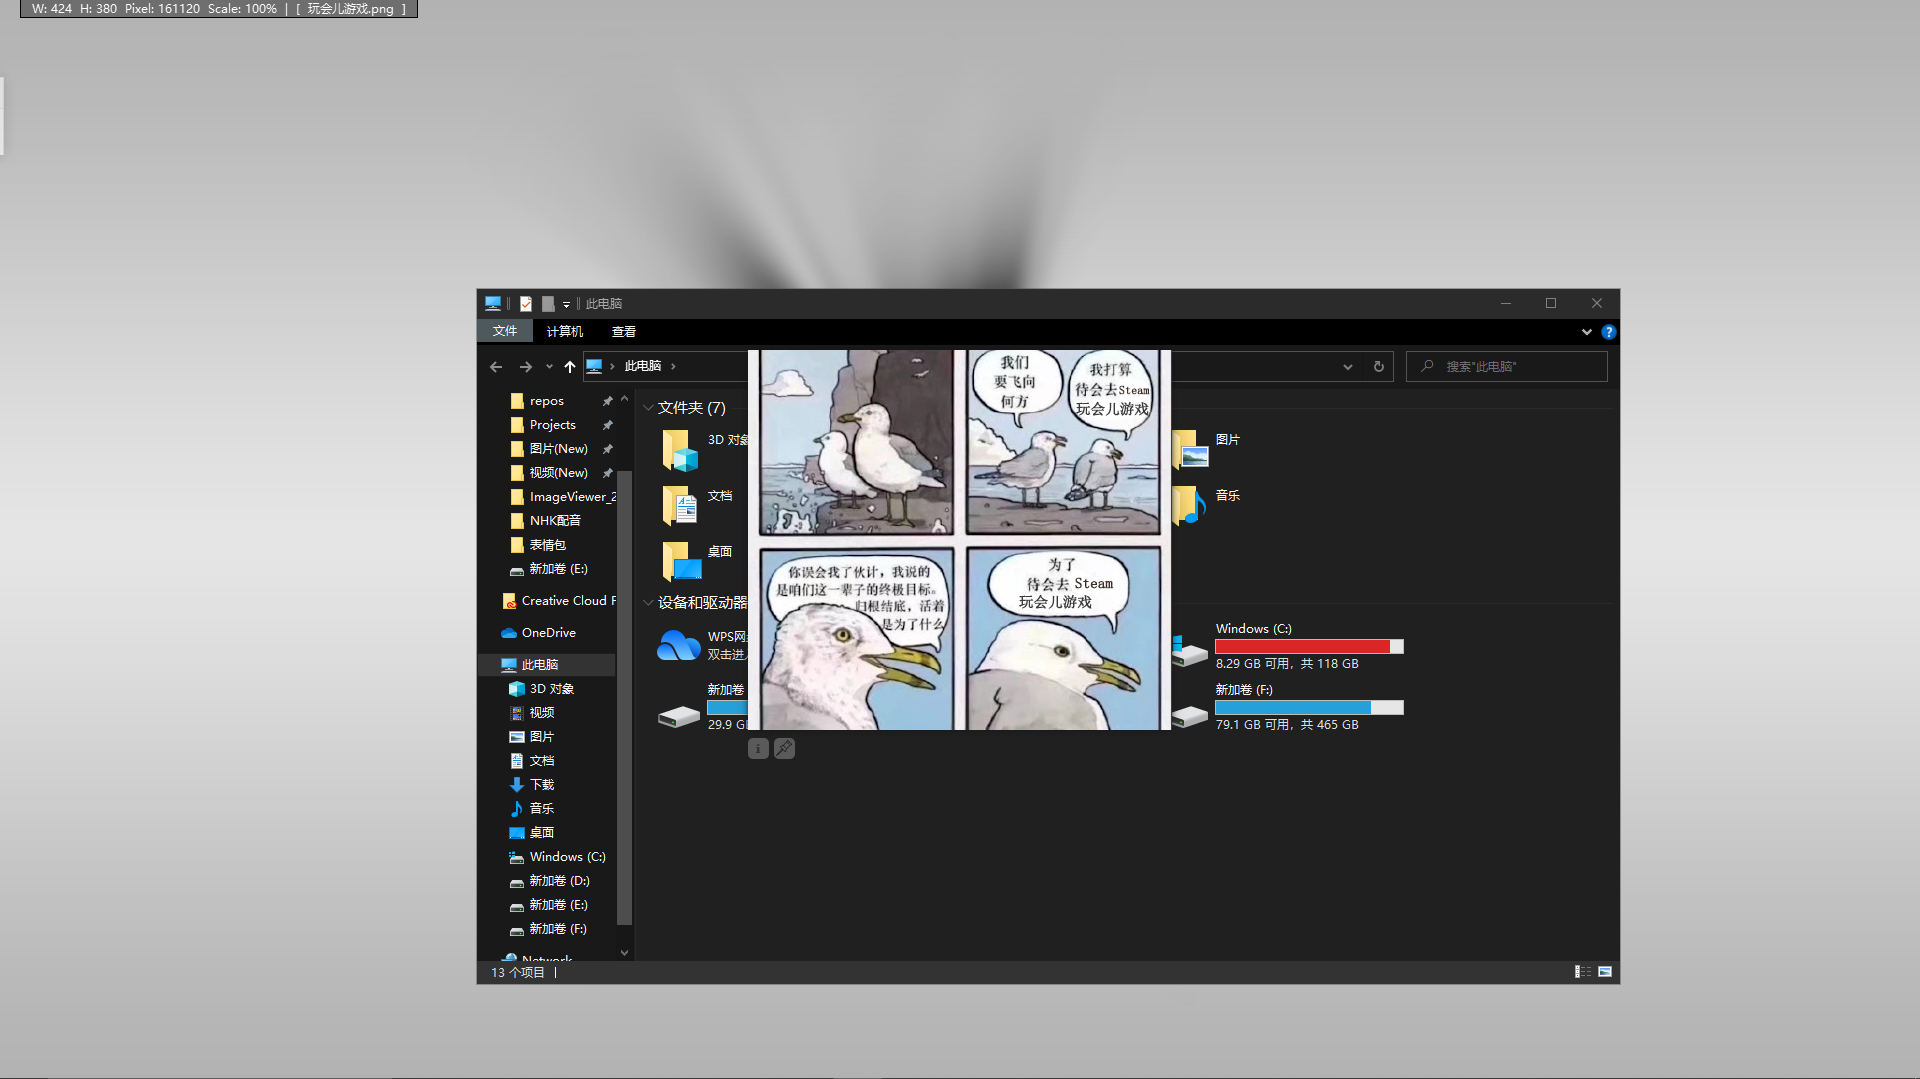 W: 424 H: 380 Pixel: 161120 Scale: 100% | [ 玩会儿游戏.png ]
此电脑
文件 计算机 查看
此电脑
搜索"此电脑"
repos
Projects
图片(New)
视频(New)
ImageViewer_2
NHK配音
表情包
新加卷 (E:)
Creative Cloud F
OneDrive
此电脑
3D 对象
视频
图片
文档
下载
音乐
桌面
Windows (C:)
新加卷 (D:)
新加卷 (E:)
新加卷 (F:)
Network
文件夹 (7)
3D 对象
文档
桌面
图片
音乐
设备和驱动器
WPS网
双击进入
新加卷
29.9 G
Windows (C:)
8.29 GB 可用，共 118 GB
新加卷 (F:)
79.1 GB 可用，共 465 GB
我们
要飞向
何方
我打算
待会去Steam
玩会儿游戏
你误会我了伙计，我说的
是咱们这一辈子的终极目标。
归根结底，活着
是为了什么
为了
待会去 Steam
玩会儿游戏
13 个项目